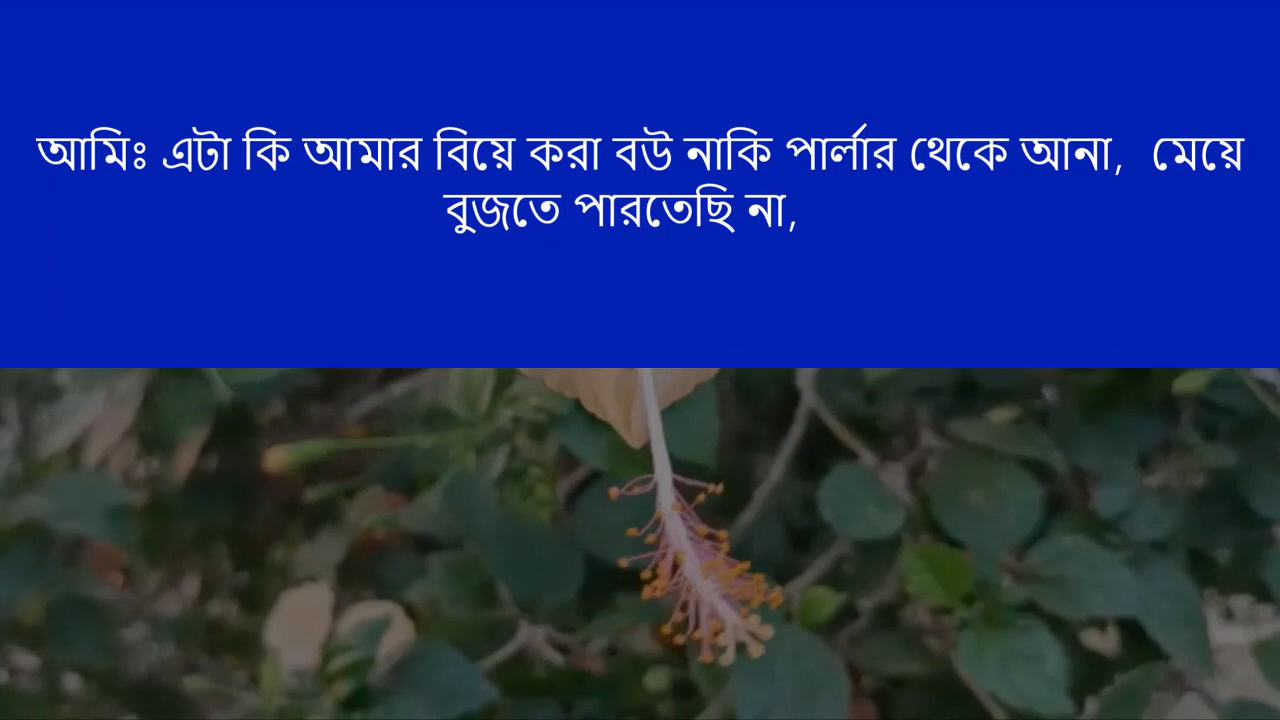 আমিঃ এটা কি আমার বিয়ে করা বউ নাকি পার্লার থেকে আনা,  মেয়ে
বুজতে পারতেছি না,